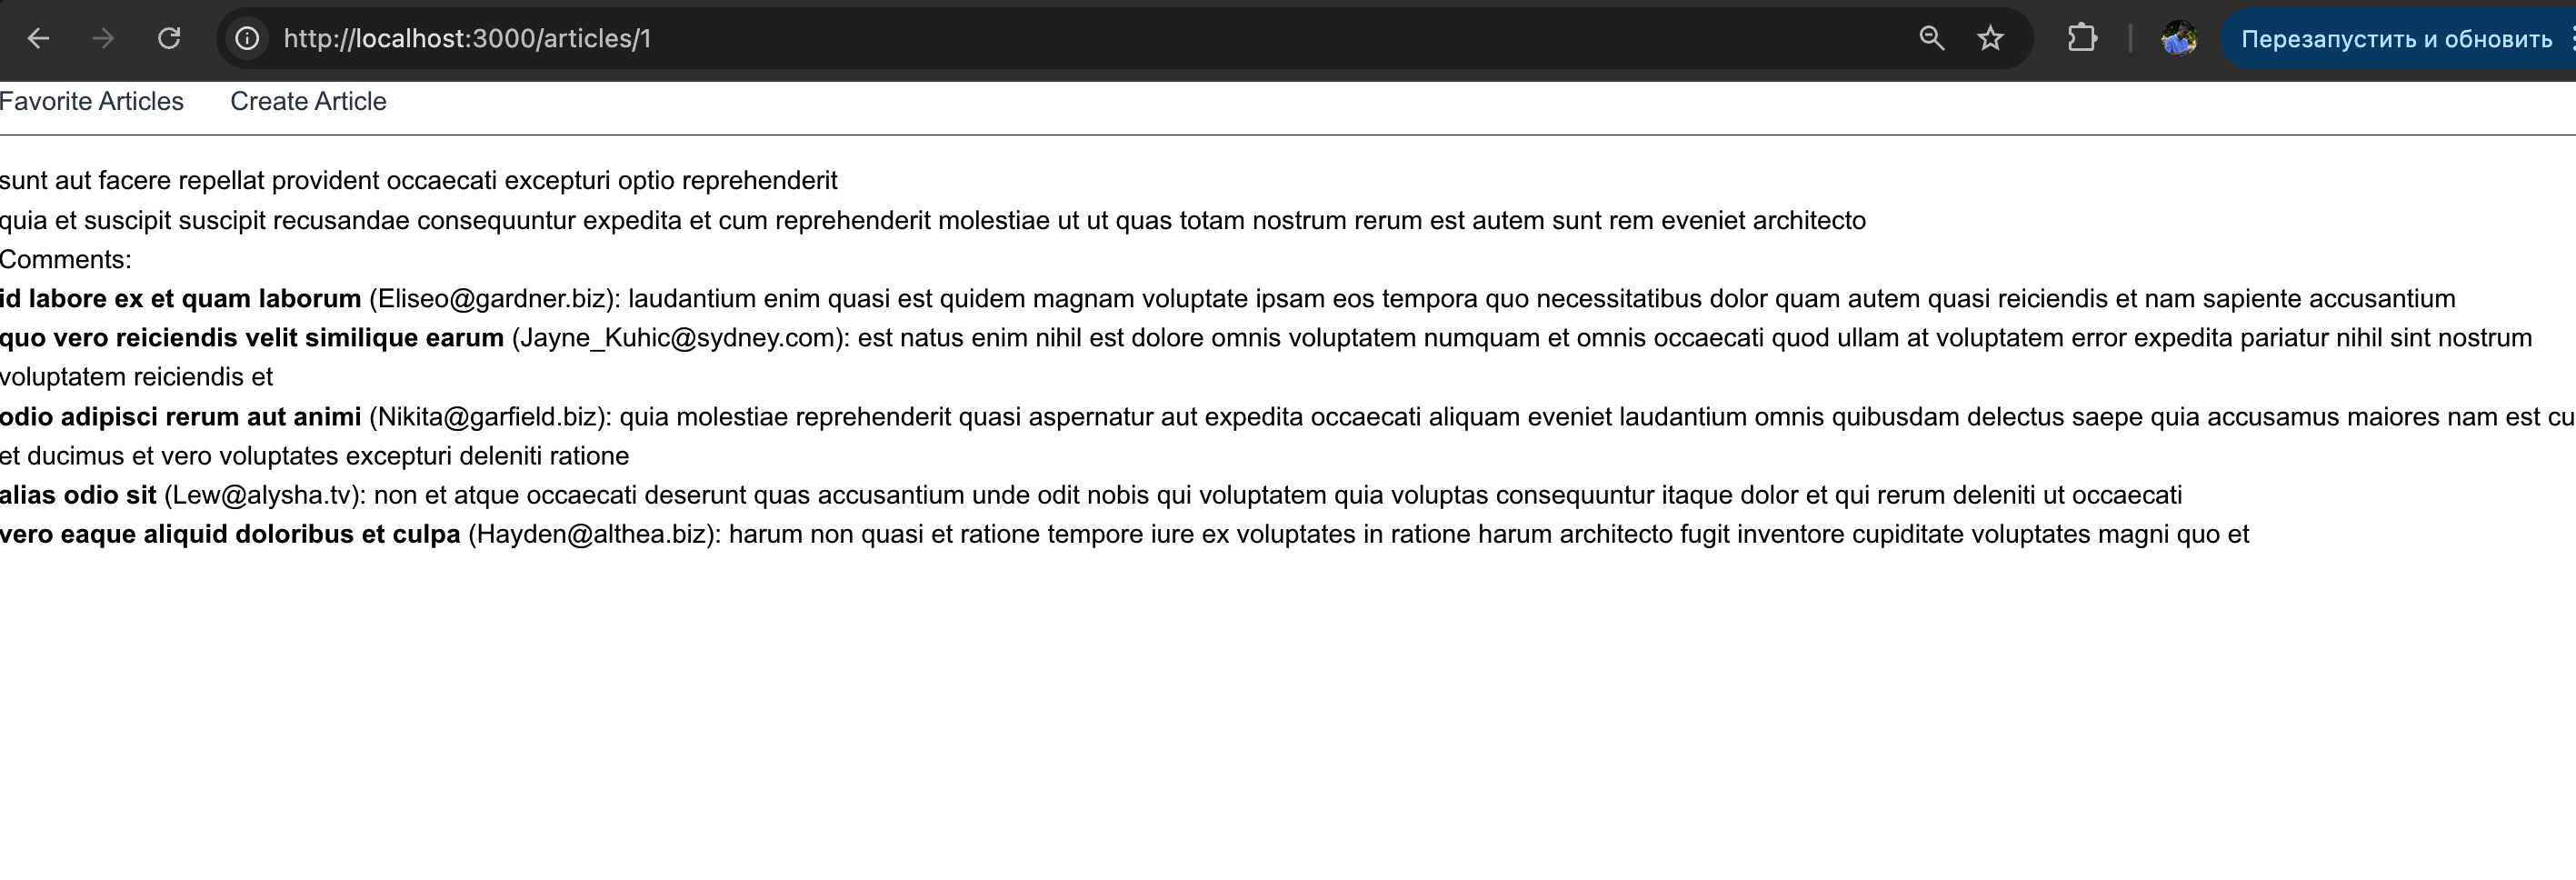 http://localhost:3000/articles/1
Перезапустить и обновить
Favorite Articles Create Article
sunt aut facere repellat provident occaecati excepturi optio reprehenderit
quia et suscipit suscipit recusandae consequuntur expedita et cum reprehenderit molestiae ut ut quas totam nostrum rerum est autem sunt rem eveniet architecto
Comments:
id labore ex et quam laborum (Eliseo@gardner.biz): laudantium enim quasi est quidem magnam voluptate ipsam eos tempora quo necessitatibus dolor quam autem quasi reiciendis et nam sapiente accusantium
quo vero reiciendis velit similique earum (Jayne_Kuhic@sydney.com): est natus enim nihil est dolore omnis voluptatem numquam et omnis occaecati quod ullam at voluptatem error expedita pariatur nihil sint nostrum
voluptatem reiciendis et
odio adipisci rerum aut animi (Nikita@garfield.biz): quia molestiae reprehenderit quasi aspernatur aut expedita occaecati aliquam eveniet laudantium omnis quibusdam delectus saepe quia accusamus maiores nam est cu
et ducimus et vero voluptates excepturi deleniti ratione
alias odio sit (Lew@alysha.tv): non et atque occaecati deserunt quas accusantium unde odit nobis qui voluptatem quia voluptas consequuntur itaque dolor et qui rerum deleniti ut occaecati
vero eaque aliquid doloribus et culpa (Hayden@althea.biz): harum non quasi et ratione tempore iure ex voluptates in ratione harum architecto fugit inventore cupiditate voluptates magni quo et